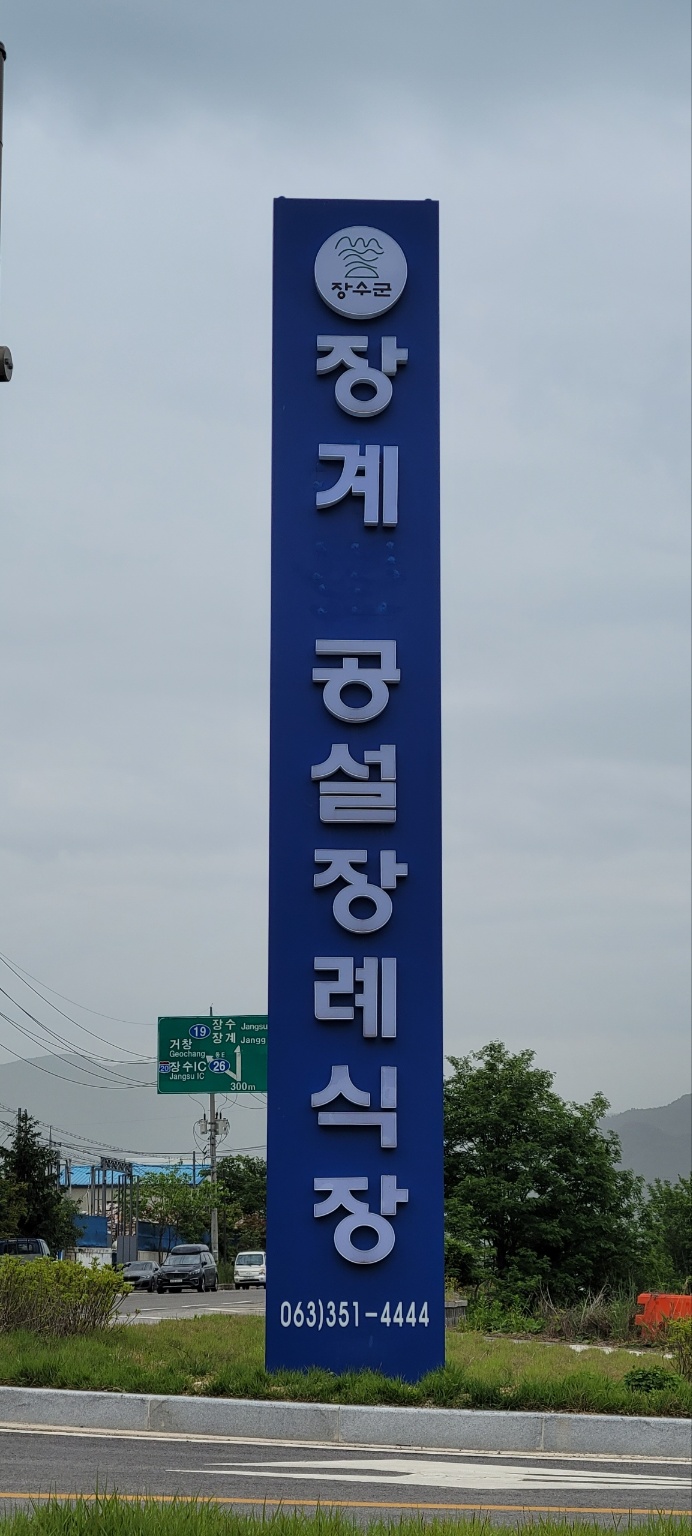 장수군
장계 공설장례식장
063)351-4444
19 장수 Jangsu
장계 Jangg
거창
Geochang
장수IC 26
Jangsu IC
300m